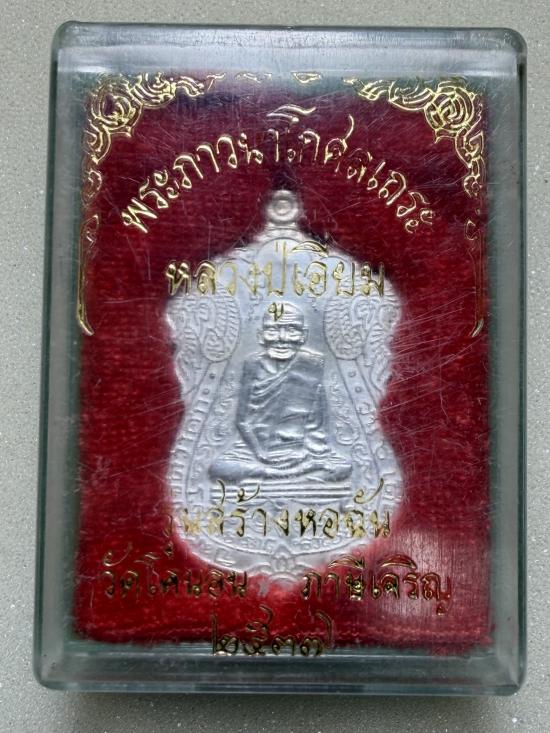 พระภาวนาโกศลเถระ
หลวงปู่เอี่ยม
รุ่นสร้างหอฉัน
วัดโคนอน ภาษีเจริญ
๒๕๓๗